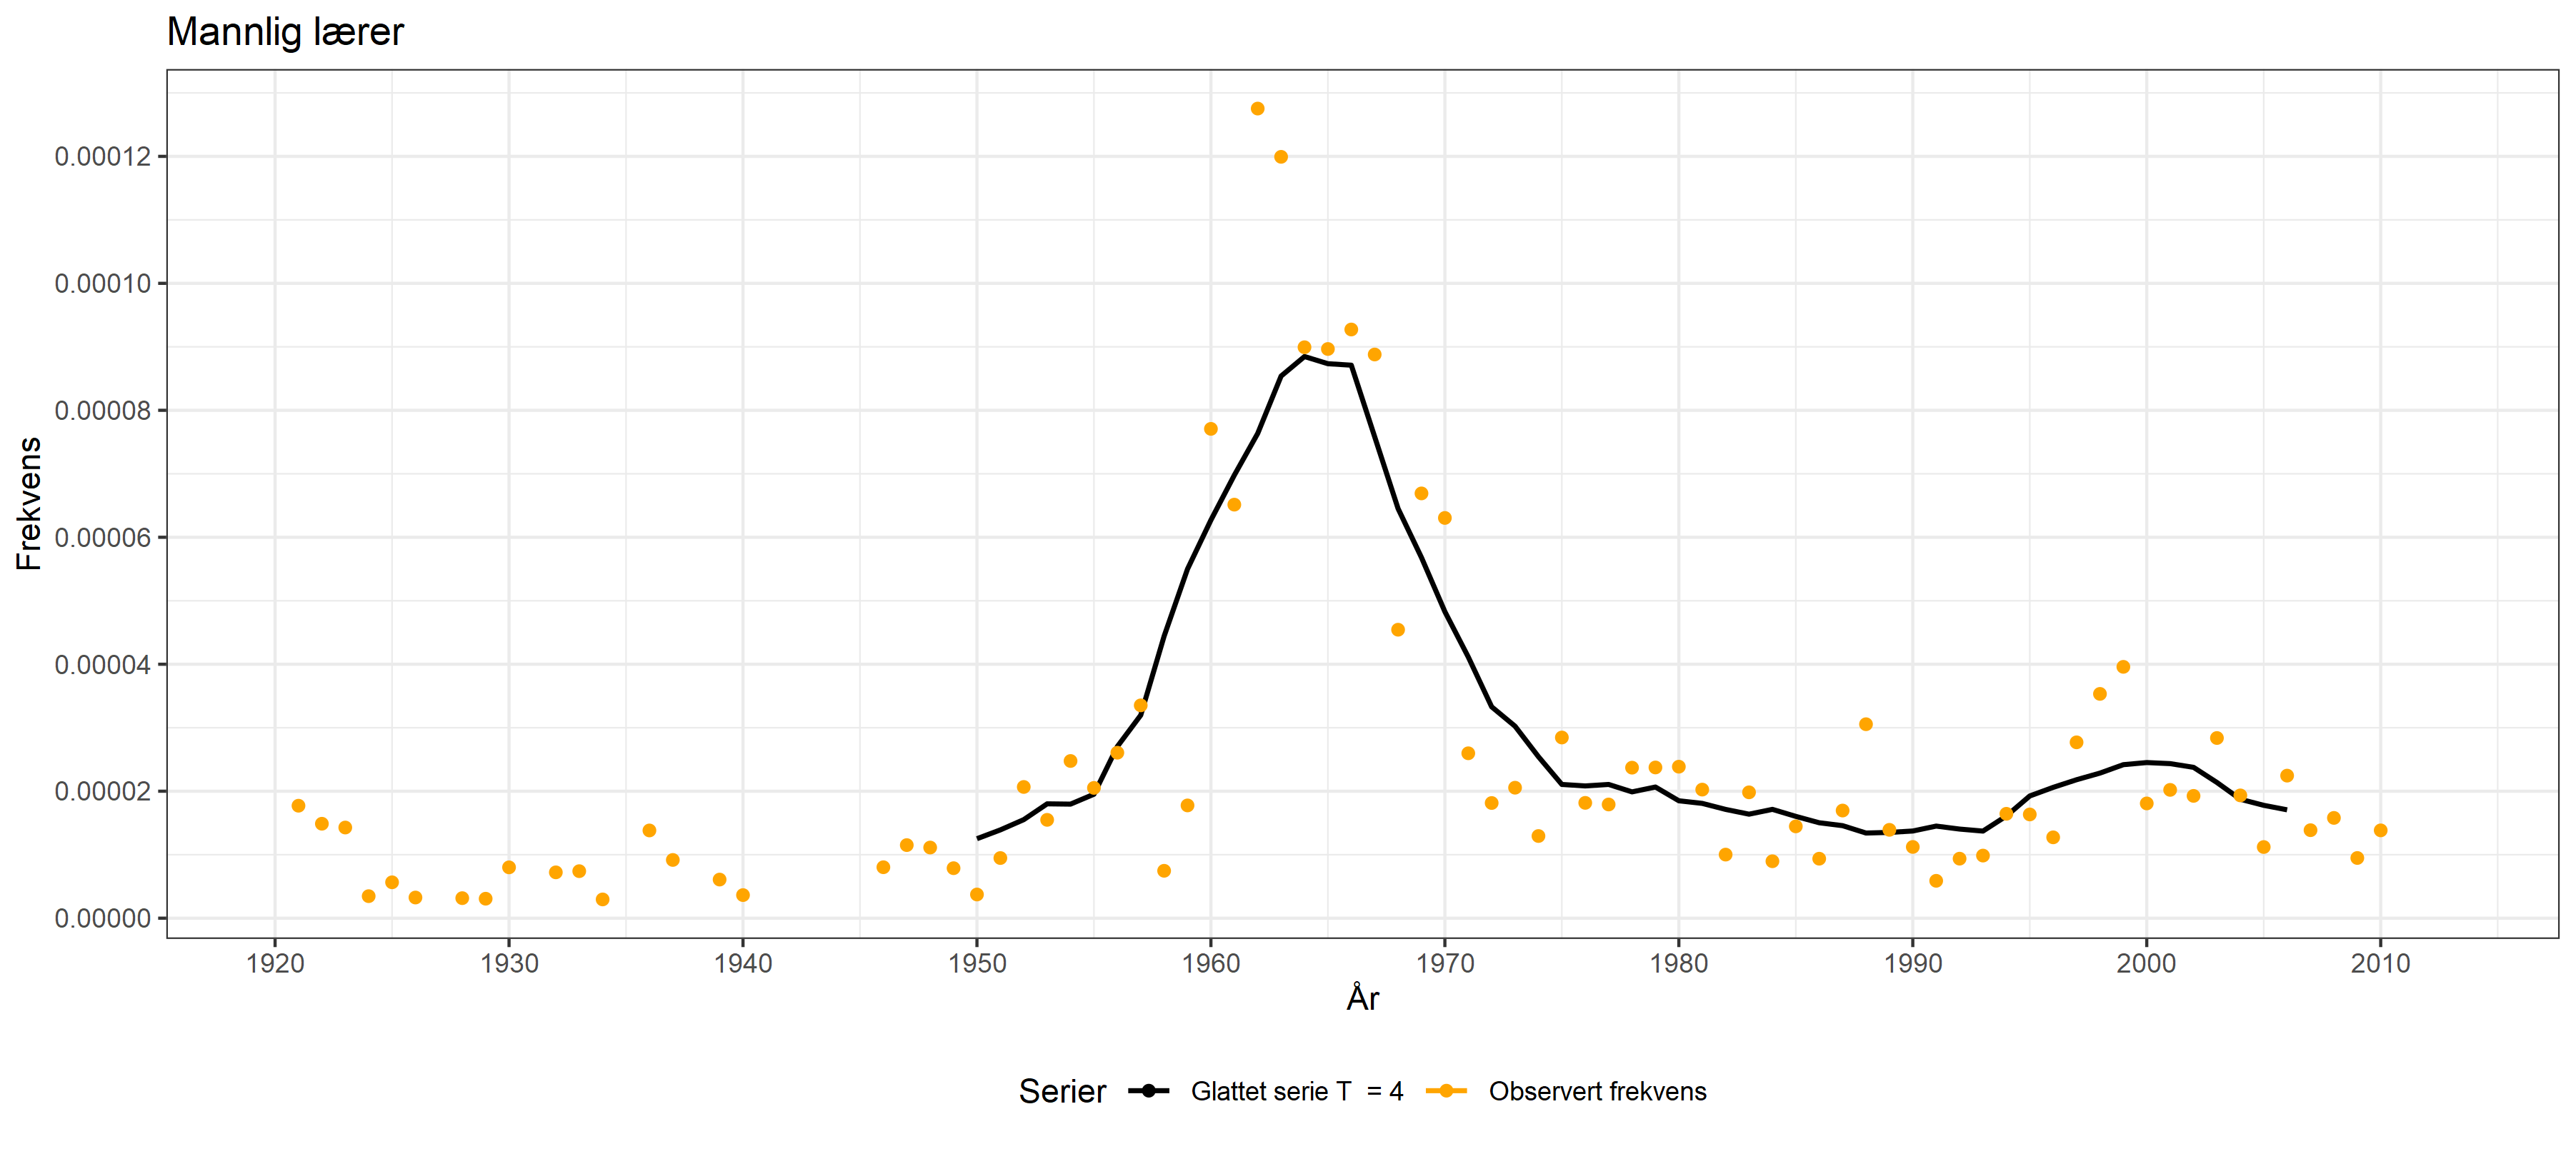 Mannlig lærer
0.00012
0.00010
0.00008
0.00006
0.00004
0.00002
0.00000
Frekvens
1920 1930 1940 1950 1960 1970 1980 1990 2000 2010
År
Serier Glattet serie T = 4 Observert frekvens